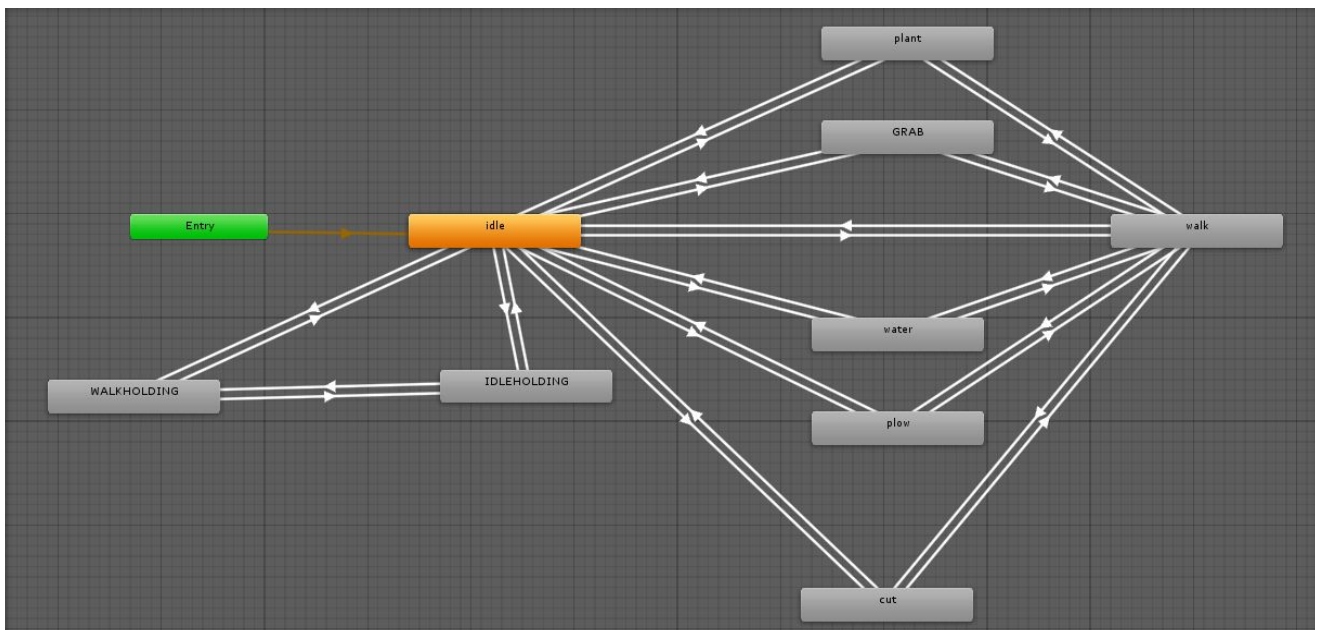 plant
GRAB
Entry
idle
walk
water
IDLEHOLDING
WALKHOLDING
plow
cut